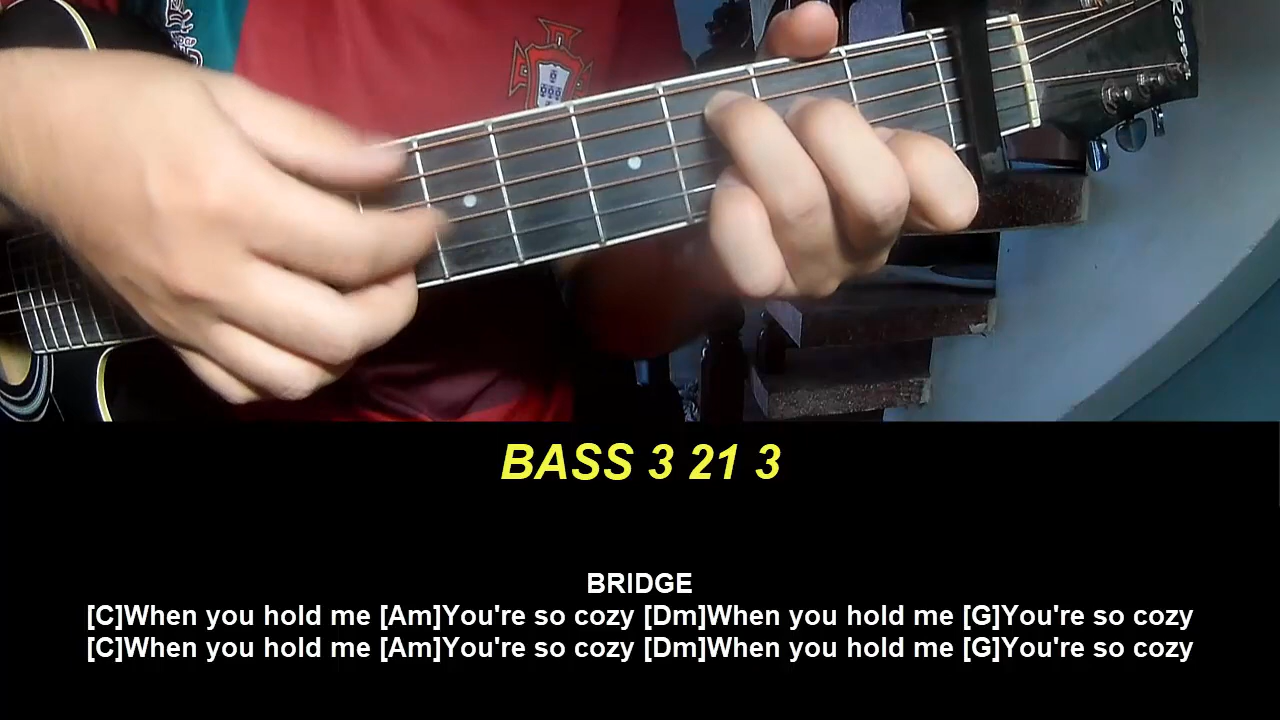 Rosen
BASS 3 21 3
BRIDGE
[C]When you hold me [Am]You're so cozy [Dm]When you hold me [G]You're so cozy
[C]When you hold me [Am]You're so cozy [Dm]When you hold me [G]You're so cozy